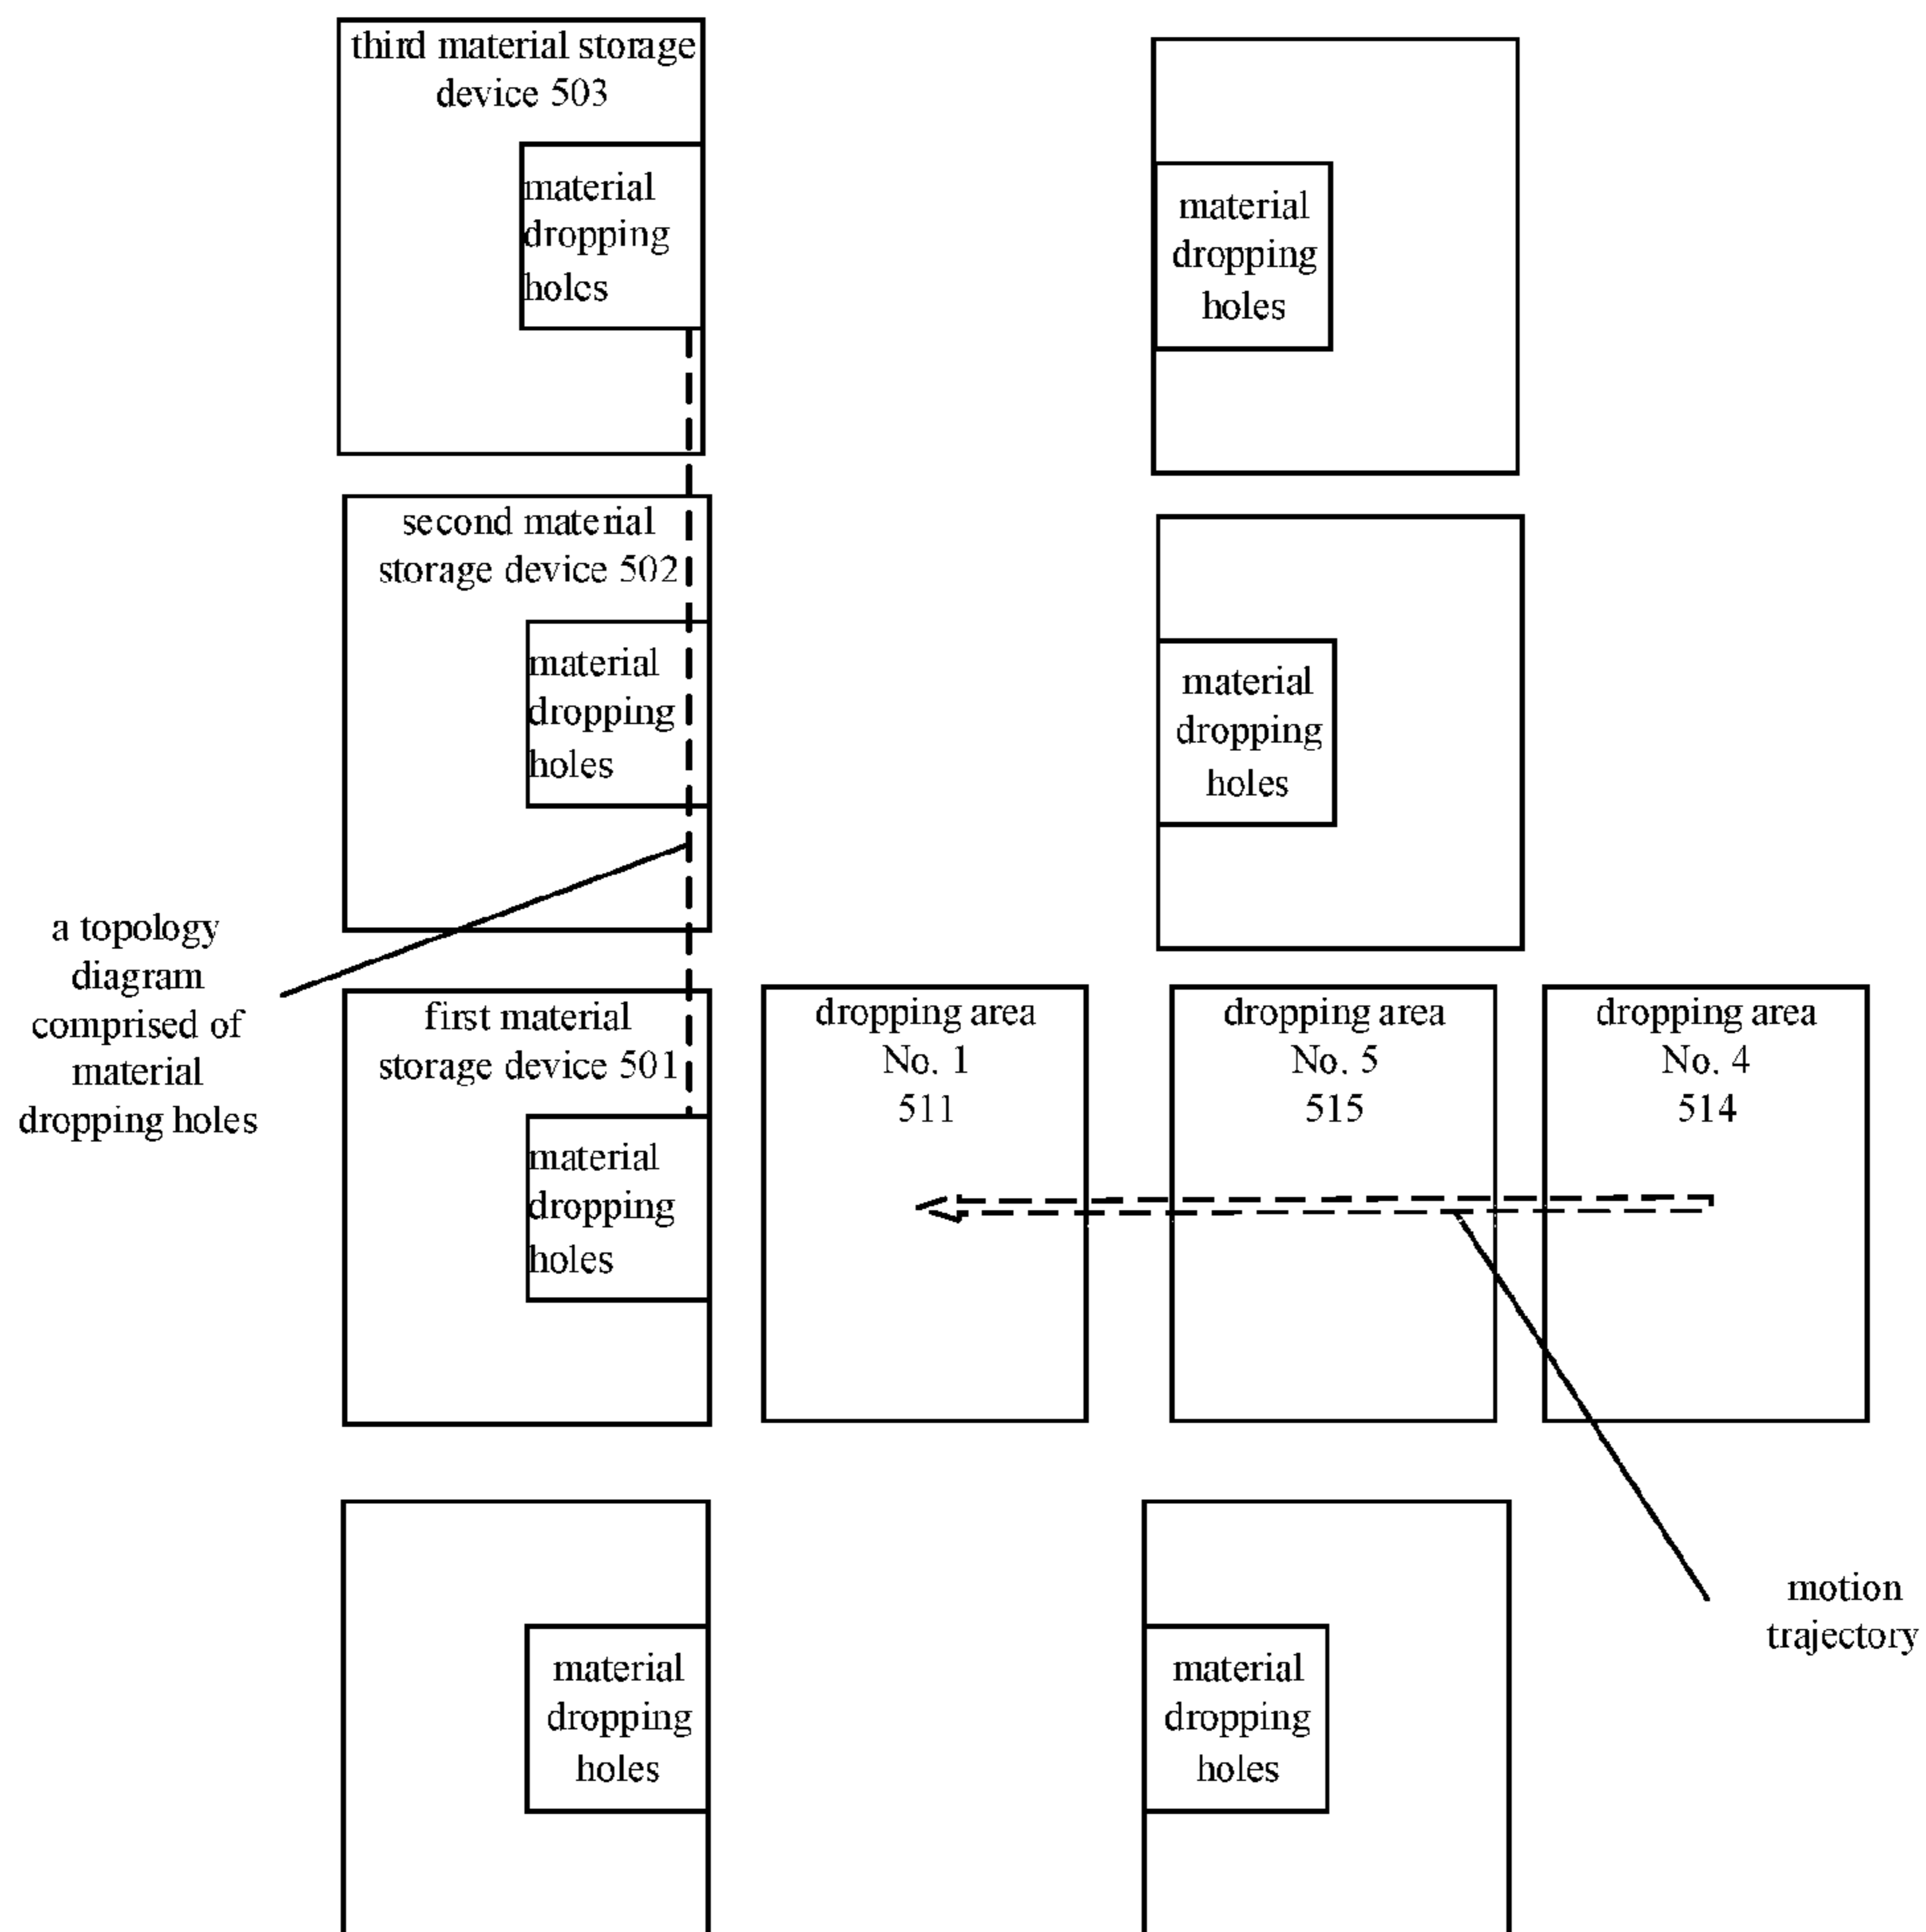 third material storage
device 503
material
dropping
holes
material
dropping
holes
second material
storage device 502
material
dropping
holes
material
dropping
holes
a topology
diagram
comprised of
material
dropping holes
first material
storage device 501
material
dropping
holes
dropping area
No. 1
511
dropping area
No. 5
515
dropping area
No. 4
514
motion
trajectory
material
dropping
holes
material
dropping
holes